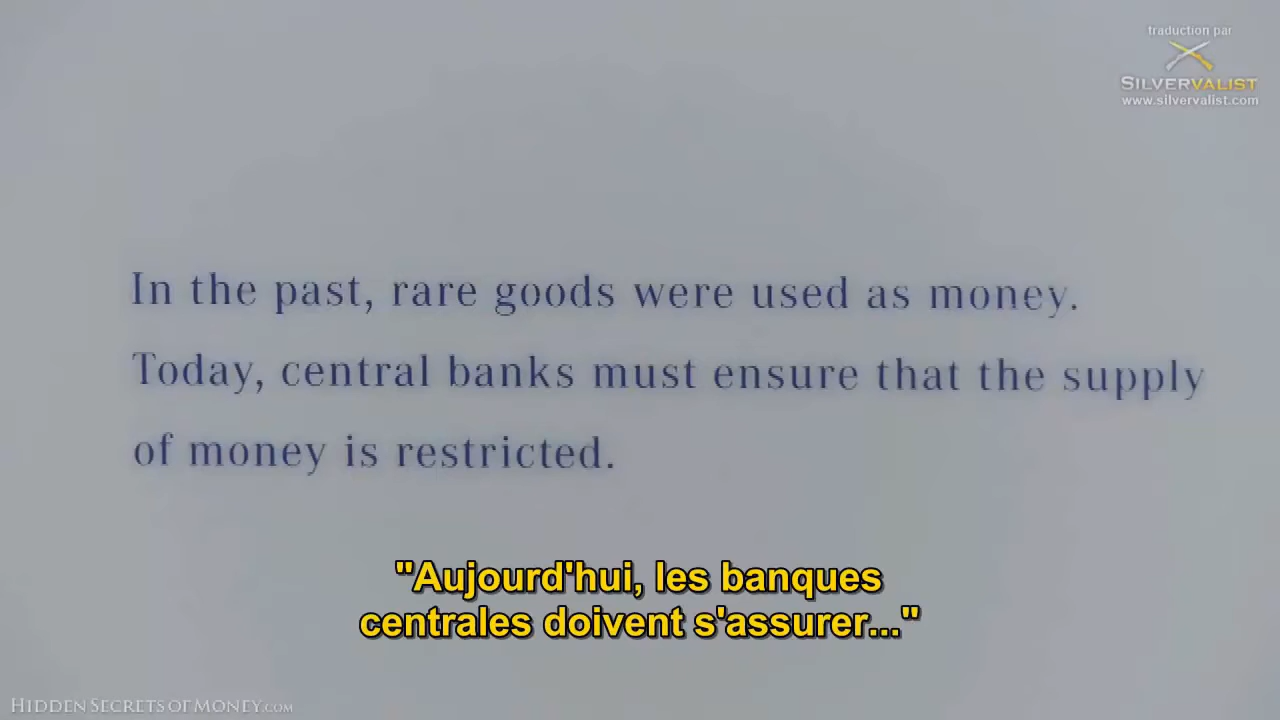 traduction par
SILVERVALIST
www.silvervalist.com
In the past, rare goods were used as money.
Today, central banks must ensure that the supply
of money is restricted.
"Aujourd'hui, les banques
centrales doivent s'assurer..."
HIDDEN SECRETS OF MONEY.COM